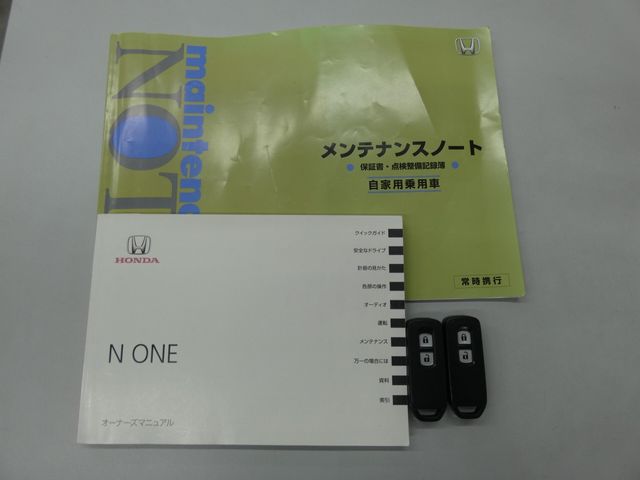 maintenanc
NOT
メンテナンスノート
保証書・点検整備記録簿
自家用乗用車
常時携行
HONDA
N ONE
オーナーズマニュアル
クイックガイド
安全なドライブ
計器の見かた
各部の操作
オーディオ
運転
メンテナンス
万一の場合には
資料
索引